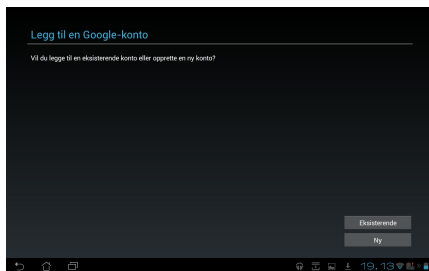 Legg til en Google-konto
Vil du legge til en eksisterende konto eller opprette en ny konto?
Eksisterende
Ny
19.13